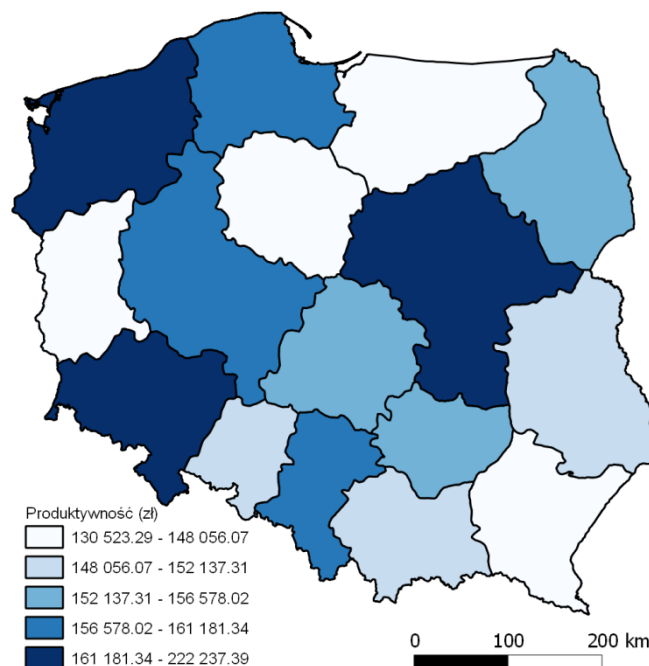 Produktywność (zł)
130 523.29 - 148 056.07
148 056.07 - 152 137.31
152 137.31 - 156 578.02
156 578.02 - 161 181.34
161 181.34 - 222 237.39
0 100 200 km